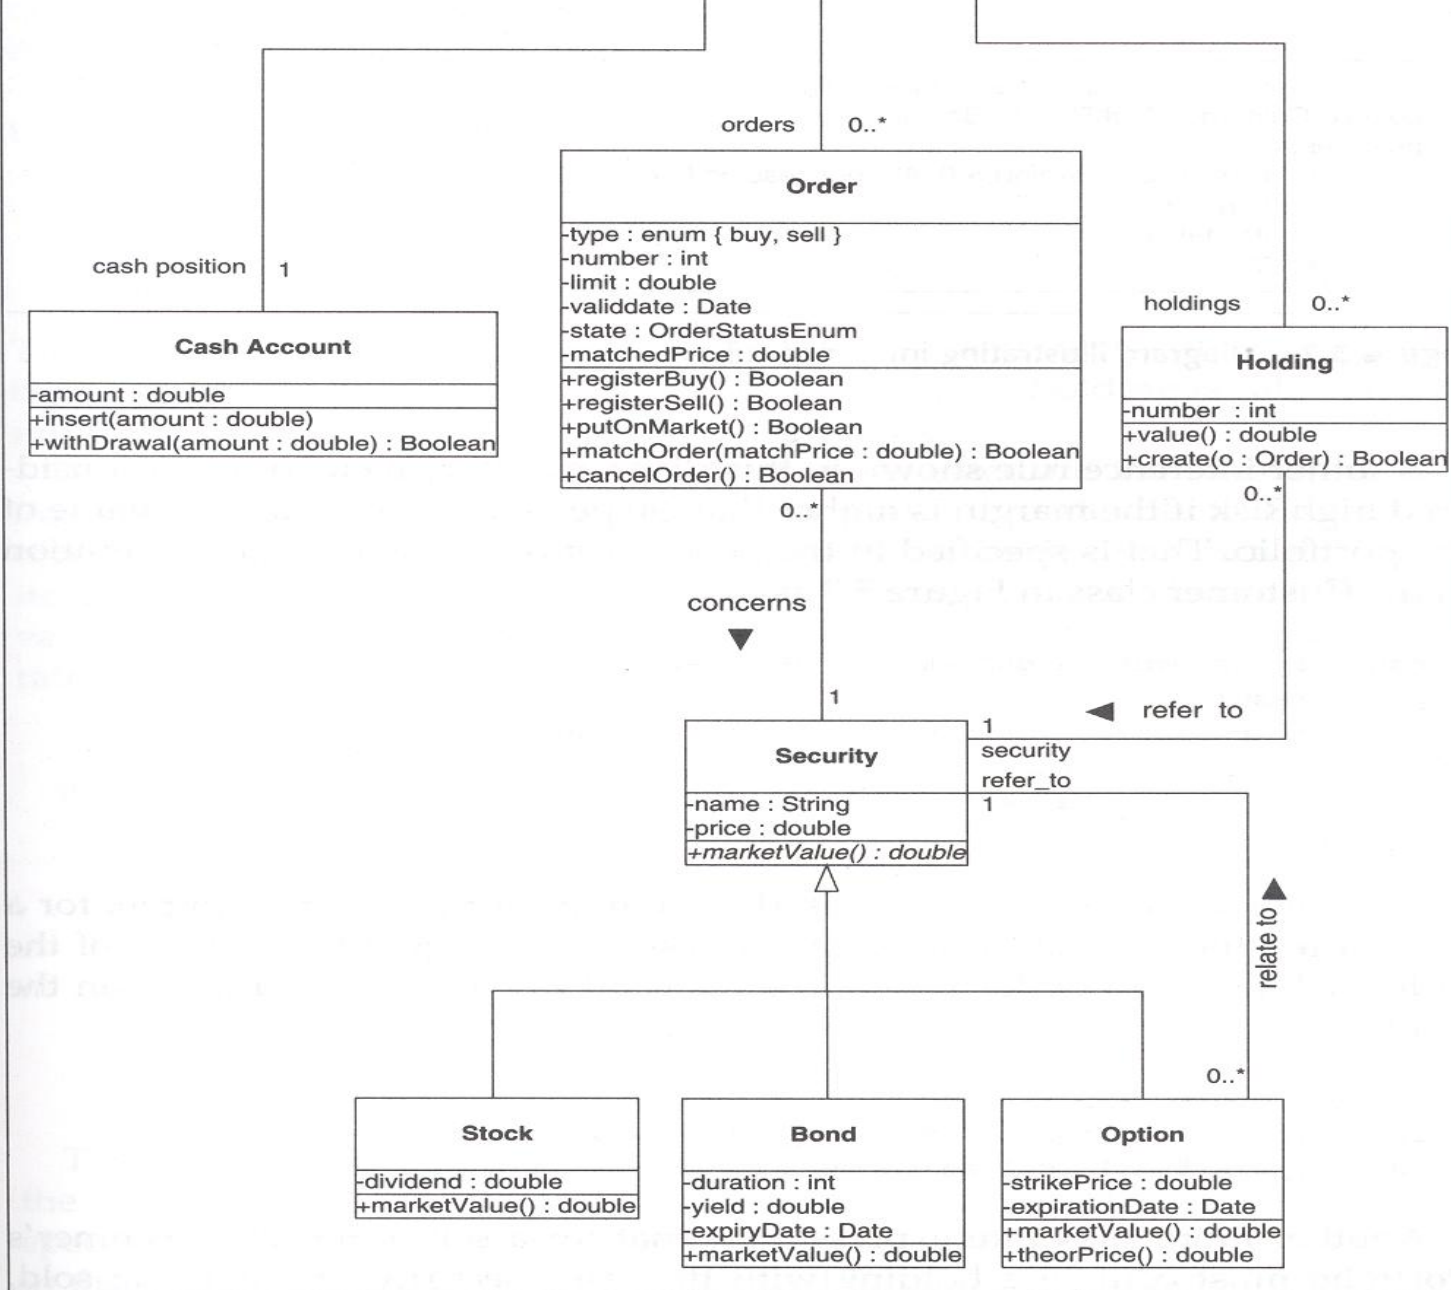 orders 0..*
Order
-type : enum { buy, sell }
-number : int
-limit : double
-validdate : Date
-state : OrderStatusEnum
-matchedPrice : double
+registerBuy() : Boolean
+registerSell() : Boolean
+putOnMarket() : Boolean
+matchOrder(matchPrice : double) : Boolean
+cancelOrder() : Boolean
cash position 1
Cash Account
-amount : double
+insert(amount : double)
+withDrawal(amount : double) : Boolean
holdings 0..*
Holding
-number : int
+value() : double
+create(o : Order) : Boolean
0..*
0..*
concerns
1
refer to
1
security
refer_to
1
Security
-name : String
-price : double
+marketValue() : double
relate to
0..*
Stock
-dividend : double
+marketValue() : double
Bond
-duration : int
-yield : double
-expiryDate : Date
+marketValue() : double
Option
-strikePrice : double
-expirationDate : Date
+marketValue() : double
+theorPrice() : double